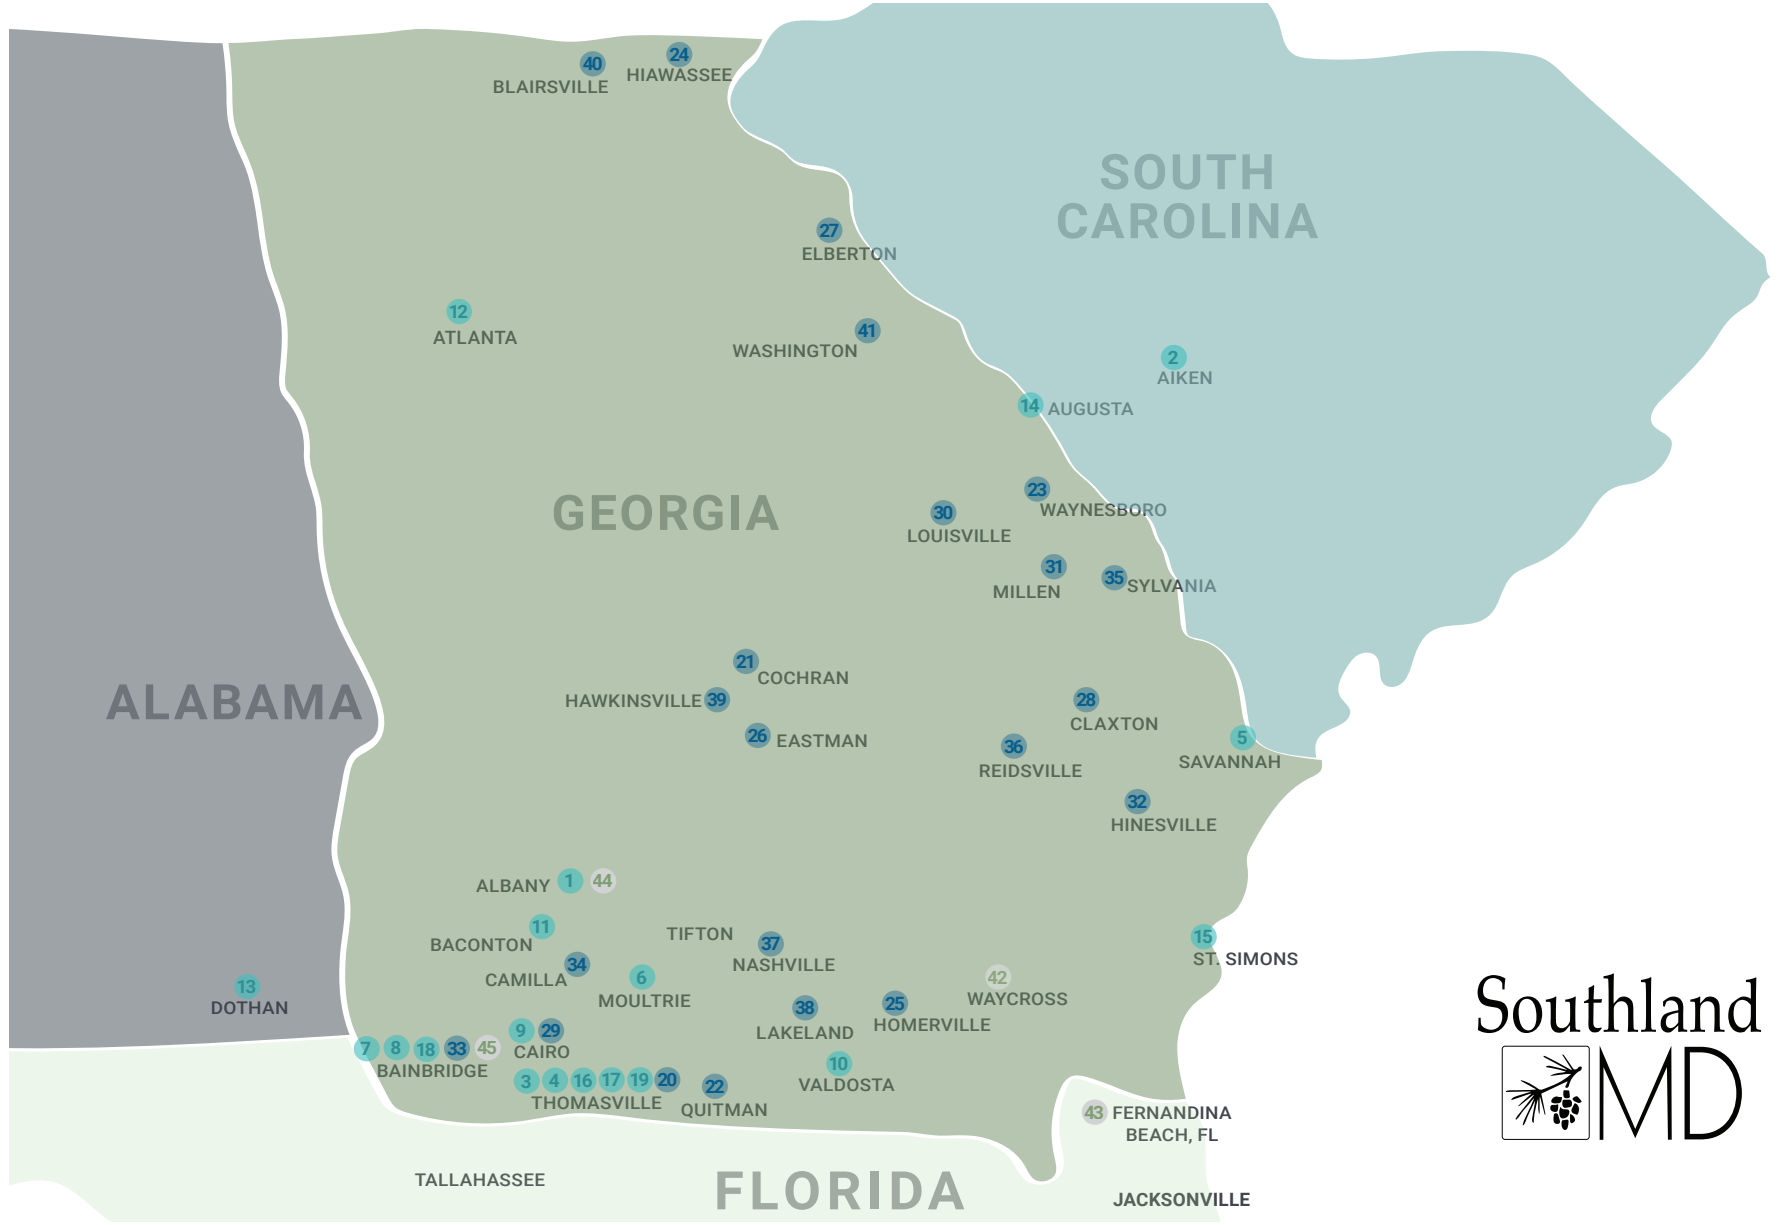 40
BLAIRSVILLE
24
HIAWASSEE
SOUTH
CAROLINA
27
ELBERTON
12
ATLANTA
41
WASHINGTON
2
AIKEN
14 AUGUSTA
GEORGIA
23
WAYNESBORO
30
LOUISVILLE
31
MILLEN
35 SYLVANIA
21
COCHRAN
ALABAMA
HAWKINSVILLE 39
28
CLAXTON
26 EASTMAN
36
REIDSVILLE
5
SAVANNAH
32
HINESVILLE
ALBANY 1 44
11
BACONTON
TIFTON
37
NASHVILLE
15
ST. SIMONS
34
CAMILLA
6
MOULTRIE
42
WAYCROSS
13
DOTHAN
38
LAKELAND
25
HOMERVILLE
9 29
CAIRO
7 8 18 33 45
BAINBRIDGE
10
VALDOSTA
3 4 16 17 19 20
THOMASVILLE
22
QUITMAN
43 FERNANDINA
BEACH, FL
TALLAHASSEE
FLORIDA
JACKSONVILLE
Southland
MD